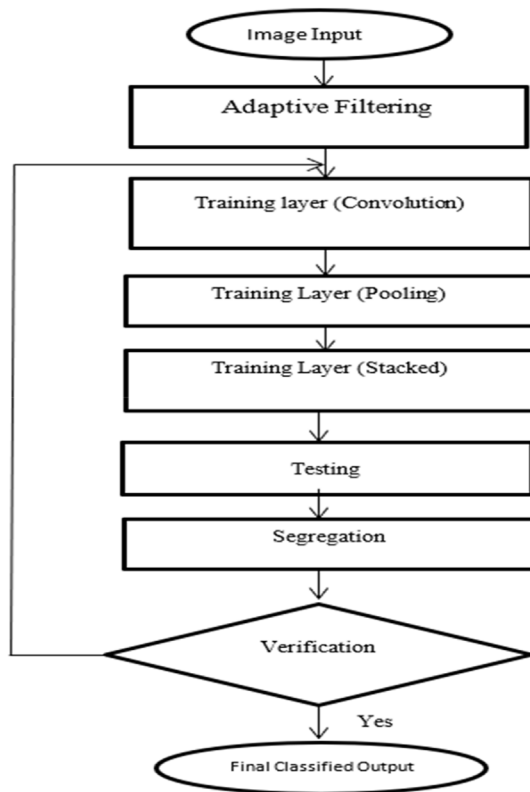 Image Input
Adaptive Filtering
Training layer (Convolution)
Training Layer (Pooling)
Training Layer (Stacked)
Testing
Segregation
Verification
Yes
Final Classified Output